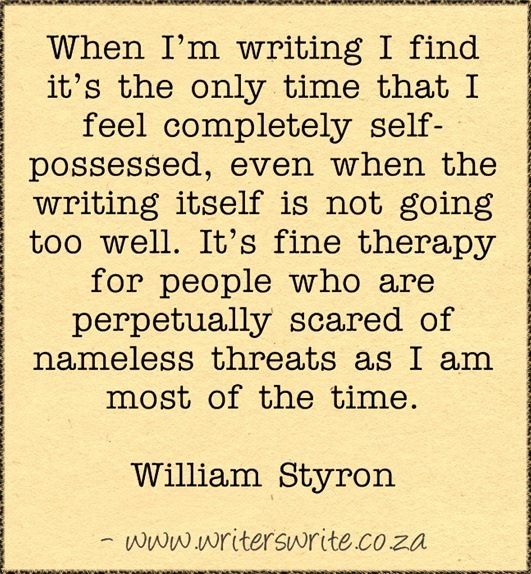 When I'm writing I find
it's the only time that I
feel completely self-
possessed, even when the
writing itself is not going
too well. It's fine therapy
for people who are
perpetually scared of
nameless threats as I am
most of the time.
William Styron
- www.writerswrite.co.za